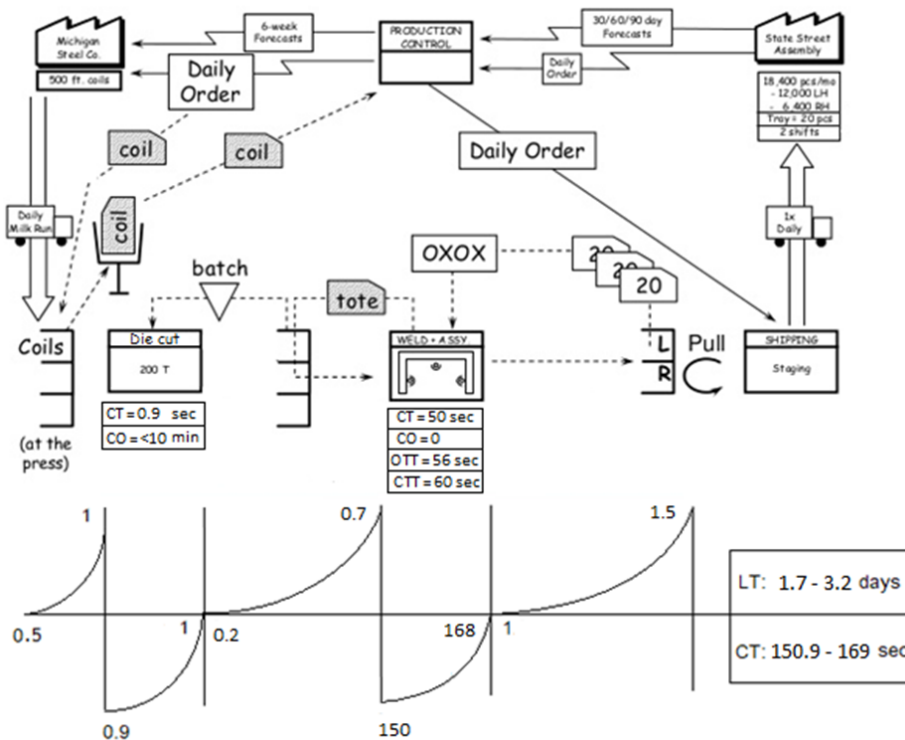 Michigan
Steel Co.
500 ft. coils
6-week
Forecasts
Daily
Order
PRODUCTION
CONTROL
30/60/90 day
Forecasts
Daily
Order
State Street
Assembly
18,400 pcs/mo
- 12,000 LH
- 6,400 RH
Tray = 20 pcs
2 shifts
coil
coil
coil
Daily Order
Daily
Milk Run
1x
Daily
OXOX
20
20
20
batch
tote
Coils
(at the
press)
Die cut
200 T
CT = 0.9 sec
CO = <10 min
WELD + ASSY.
CT = 50 sec
CO = 0
OTT = 56 sec
CTT = 60 sec
L
R
Pull
SHIPPING
Staging
1
0.7
1.5
0.5
1
0.2
168
1
0.9
150
LT: 1.7 - 3.2 days
CT: 150.9 - 169 sec